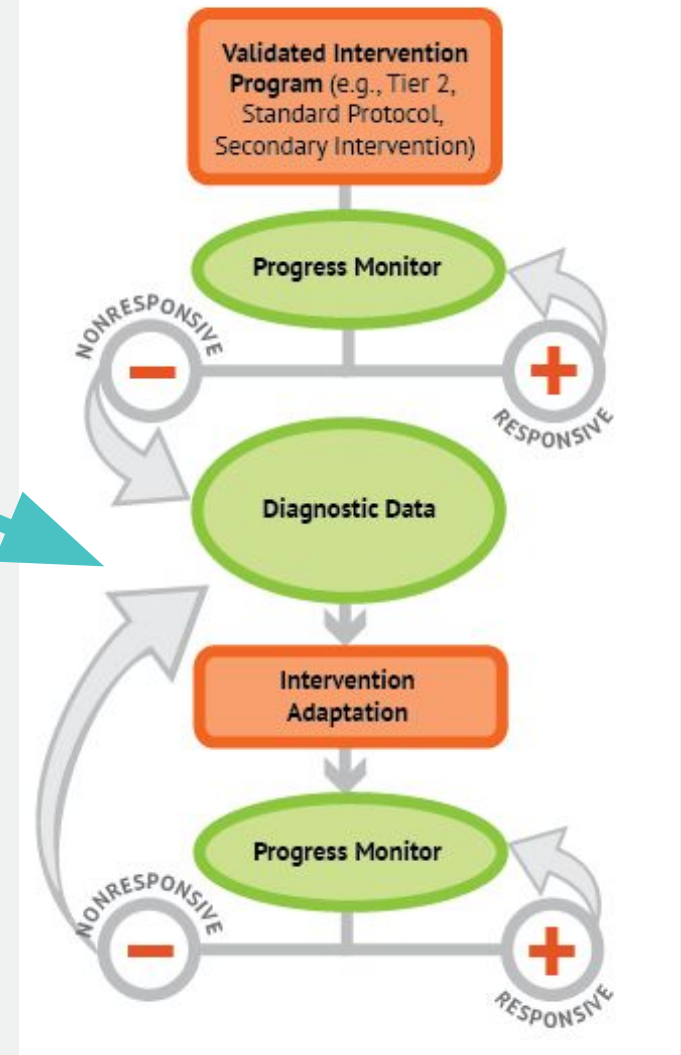 Validated Intervention
Program (e.g., Tier 2,
Standard Protocol,
Secondary Intervention)
Progress Monitor
NONRESPONSIVE
RESPONSIVE
Diagnostic Data
Intervention
Adaptation
Progress Monitor
NONRESPONSIVE
RESPONSIVE